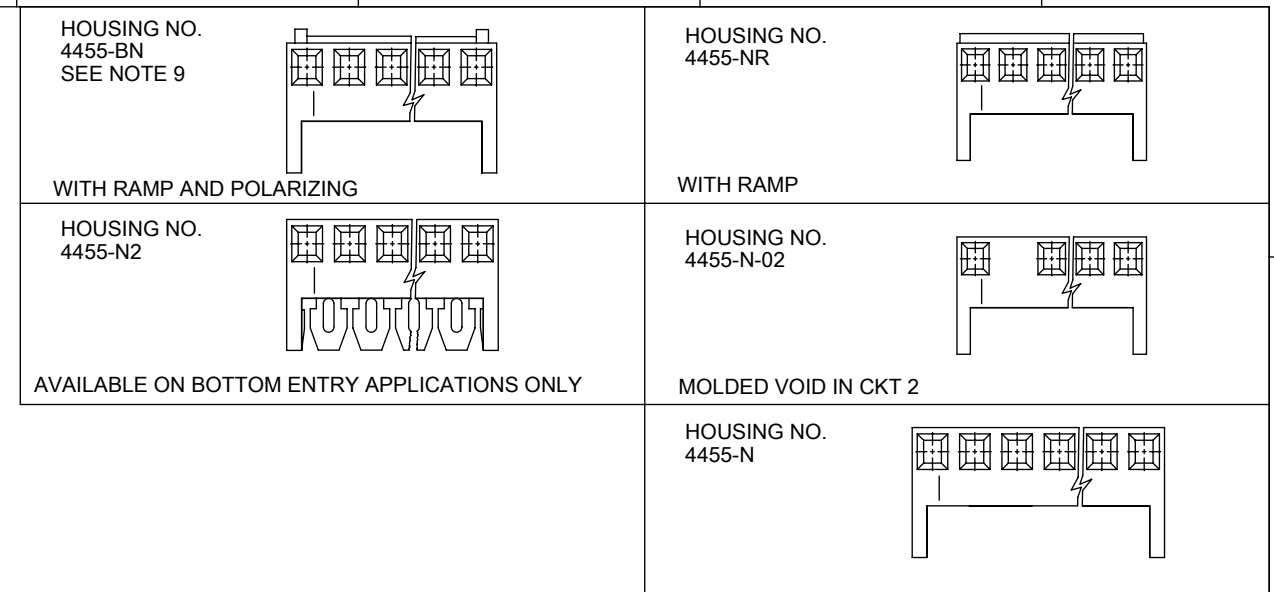 HOUSING NO.
4455-BN
SEE NOTE 9
WITH RAMP AND POLARIZING
HOUSING NO.
4455-NR
WITH RAMP
HOUSING NO.
4455-N2
AVAILABLE ON BOTTOM ENTRY APPLICATIONS ONLY
HOUSING NO.
4455-N-02
MOLDED VOID IN CKT 2
HOUSING NO.
4455-N